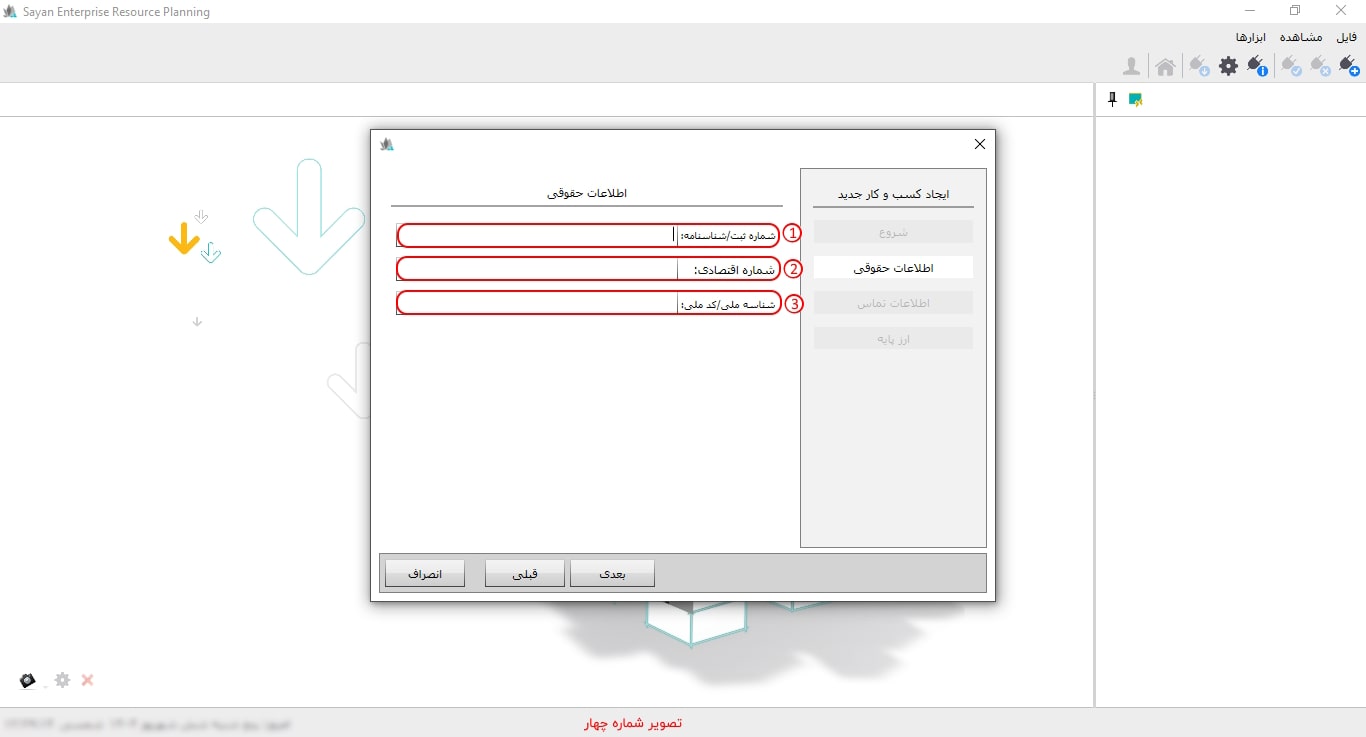 Sayan Enterprise Resource Planning
فایل مشاهده ابزارها
ایجاد کسب و کار جدید
شروع
اطلاعات حقوقی
اطلاعات تماس
ارز پایه
اطلاعات حقوقی
1 شماره ثبت/شناسنامه:
2 شماره اقتصادی:
3 شناسه ملی/کد ملی:
بعدی قبلی انصراف
تصویر شماره چهار